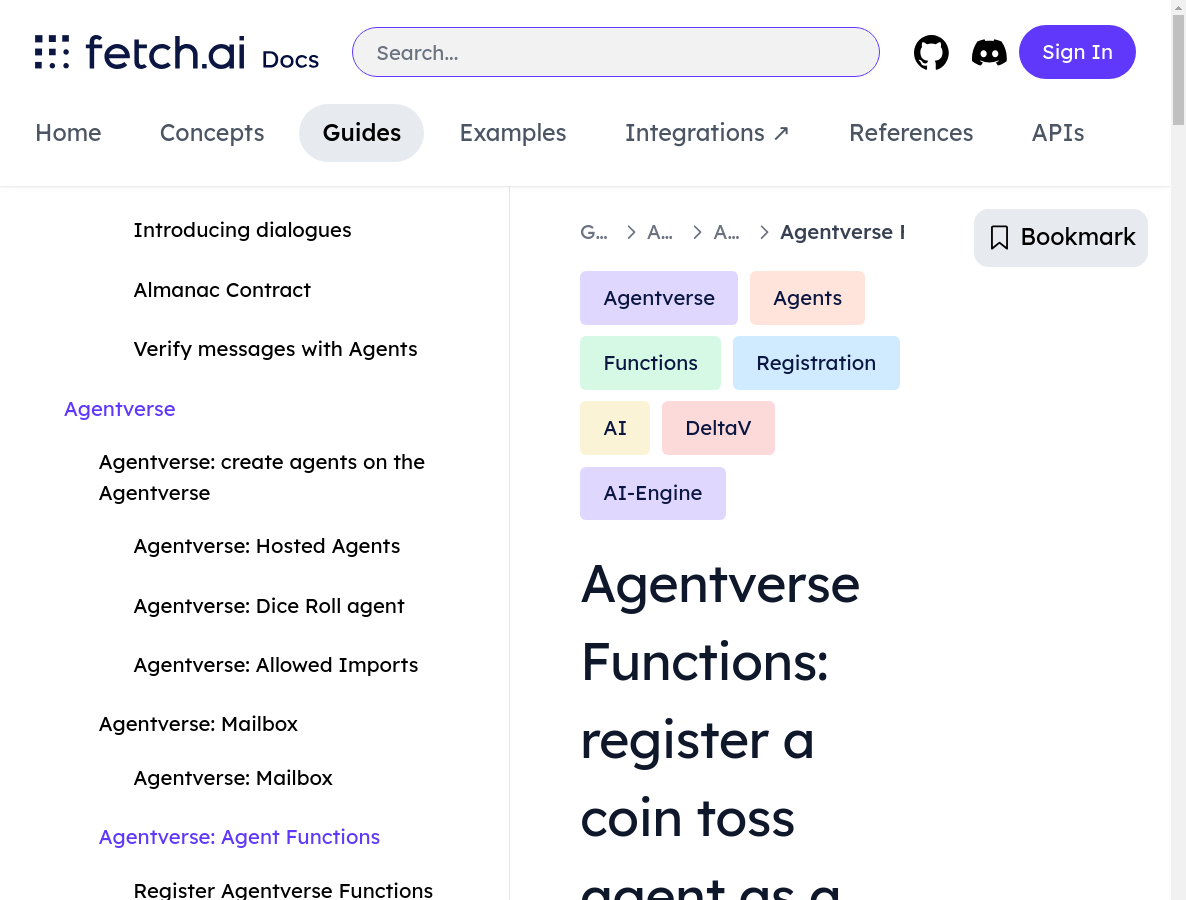 fetch.ai Docs
Search...
Sign In
Home Concepts Guides Examples Integrations ↗ References APIs
Introducing dialogues
Almanac Contract
Verify messages with Agents
Agentverse
Agentverse: create agents on the
Agentverse
Agentverse: Hosted Agents
Agentverse: Dice Roll agent
Agentverse: Allowed Imports
Agentverse: Mailbox
Agentverse: Mailbox
Agentverse: Agent Functions
Register Agentverse Functions
G... > A... > A... > Agentverse
Bookmark
Agentverse Agents
Functions Registration
AI DeltaV
AI-Engine
Agentverse
Functions:
register a
coin toss
agent as a